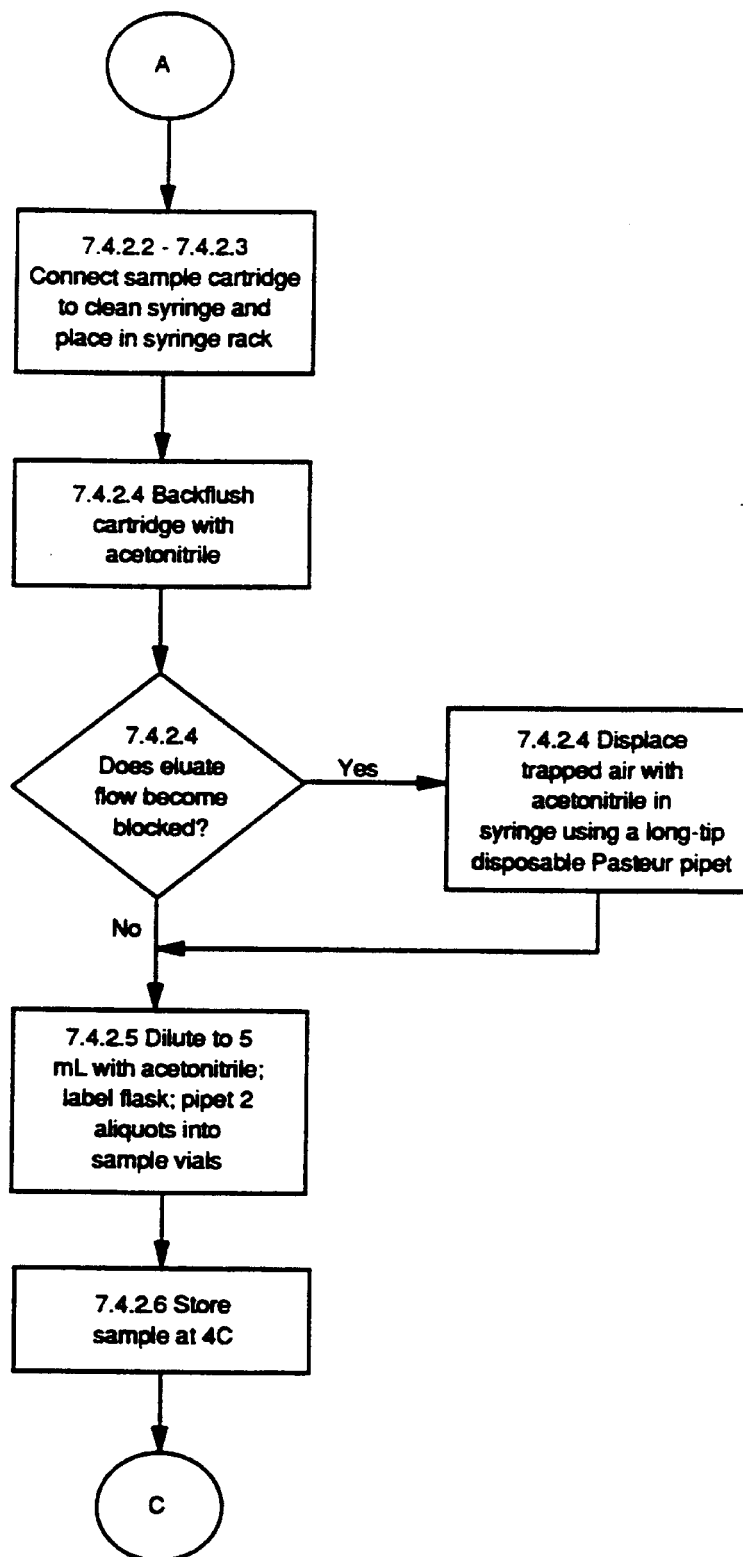 A
7.4.2.2 - 7.4.2.3
Connect sample cartridge
to clean syringe and
place in syringe rack
7.4.2.4 Backflush
cartridge with
acetonitrile
7.4.2.4
Does eluate
flow become
blocked?
Yes
7.4.2.4 Displace
trapped air with
acetonitrile in
syringe using a long-tip
disposable Pasteur pipet
No
7.4.2.5 Dilute to 5
mL with acetonitrile;
label flask; pipet 2
aliquots into
sample vials
7.4.2.6 Store
sample at 4C
C